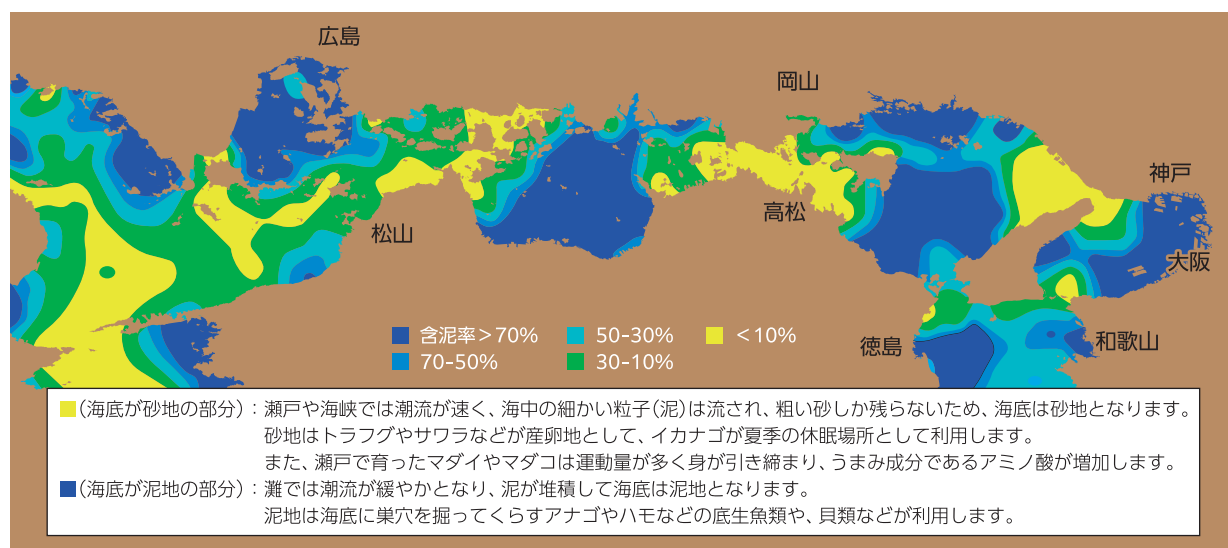 広島
岡山
神戸
高松
松山
大阪
含泥率＞70% 50-30% ＜10%
70-50% 30-10%
徳島
和歌山
(海底が砂地の部分)：瀬戸や海峡では潮流が速く、海中の細かい粒子(泥)は流され、粗い砂しか残らないため、海底は砂地となります。
砂地はトラフグやサワラなどが産卵地として、イカナゴが夏季の休眠場所として利用します。
また、瀬戸で育ったマダイやマダコは運動量が多く身が引き締まり、うまみ成分であるアミノ酸が増加します。
(海底が泥地の部分)：灘では潮流が緩やかとなり、泥が堆積して海底は泥地となります。
泥地は海底に巣穴を掘ってくらすアナゴやハモなどの底生魚類や、貝類などが利用します。